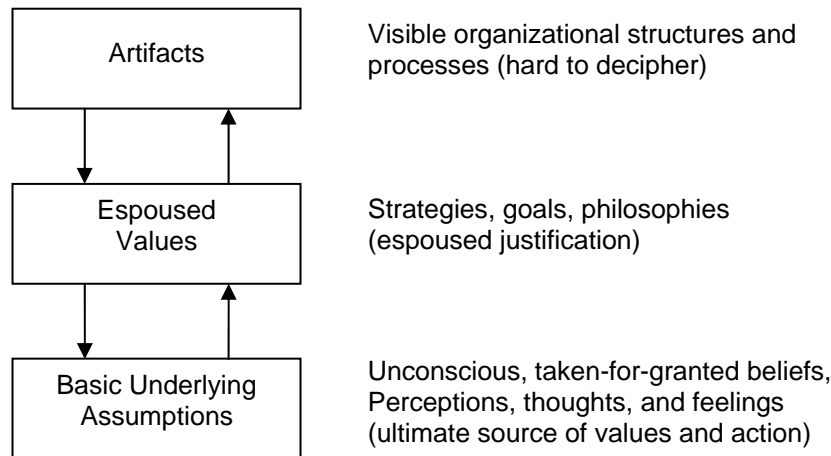 Artifacts
Visible organizational structures and
processes (hard to decipher)
Espoused
Values
Strategies, goals, philosophies
(espoused justification)
Basic Underlying
Assumptions
Unconscious, taken-for-granted beliefs,
Perceptions, thoughts, and feelings
(ultimate source of values and action)